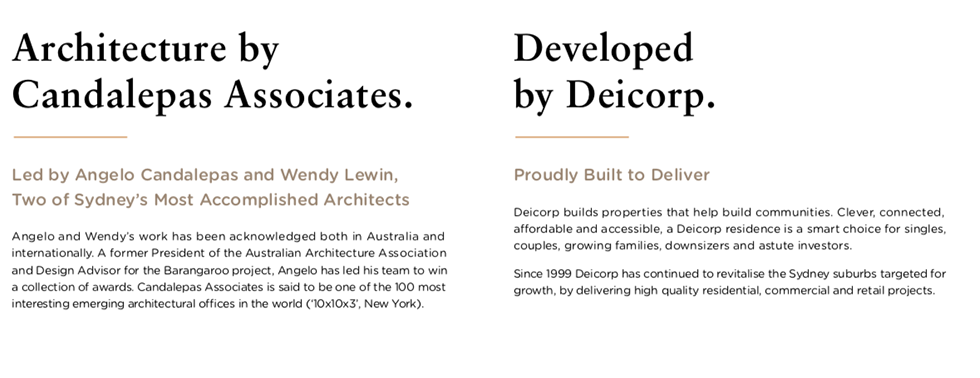 Architecture by
Candalepas Associates.
Led by Angelo Candalepas and Wendy Lewin,
Two of Sydney’s Most Accomplished Architects
Angelo and Wendy’s work has been acknowledged both in Australia and
internationally. A former President of the Australian Architecture Association
and Design Advisor for the Barangaroo project, Angelo has led his team to win
a collection of awards. Candalepas Associates is said to be one of the 100 most
interesting emerging architectural offices in the world (‘10x10x3’, New York).
Developed
by Deicorp.
Proudly Built to Deliver
Deicorp builds properties that help build communities. Clever, connected,
affordable and accessible, a Deicorp residence is a smart choice for singles,
couples, growing families, downsizers and astute investors.
Since 1999 Deicorp has continued to revitalise the Sydney suburbs targeted for
growth, by delivering high quality residential, commercial and retail projects.